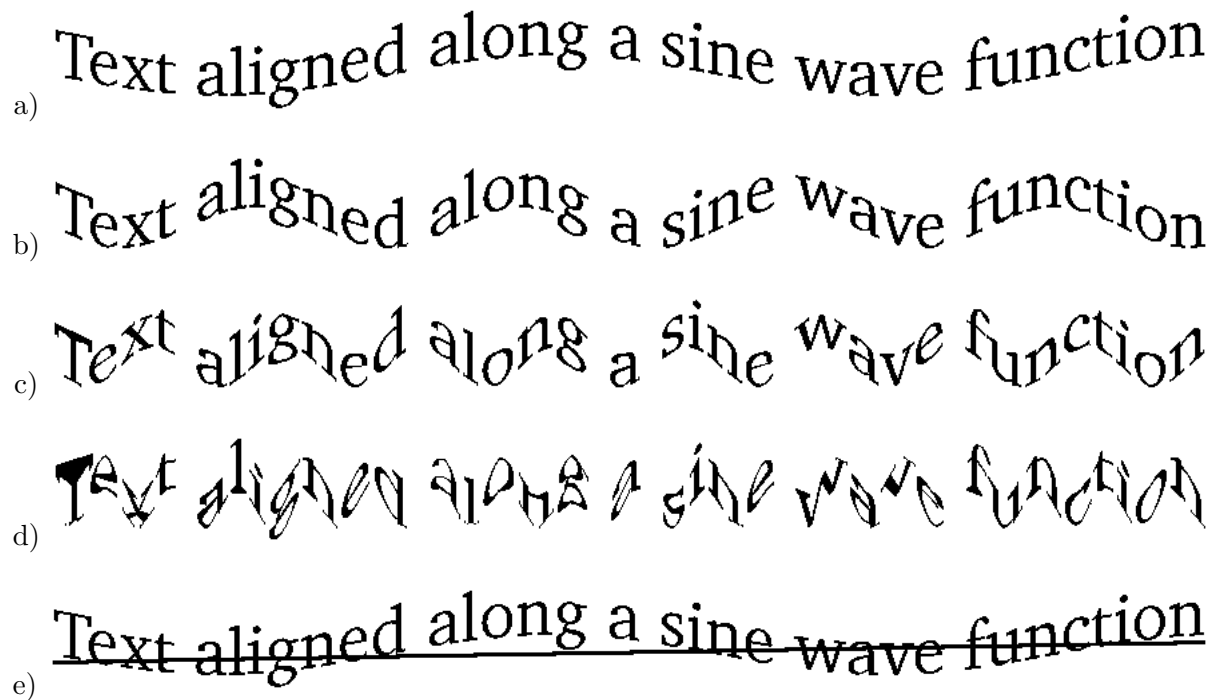 a) Text aligned along a sine wave function
b) Text aligned along a sine wave function
c) Text aligned along a sine wave function
d) Text aligned along a sine wave function
e) Text aligned along a sine wave function